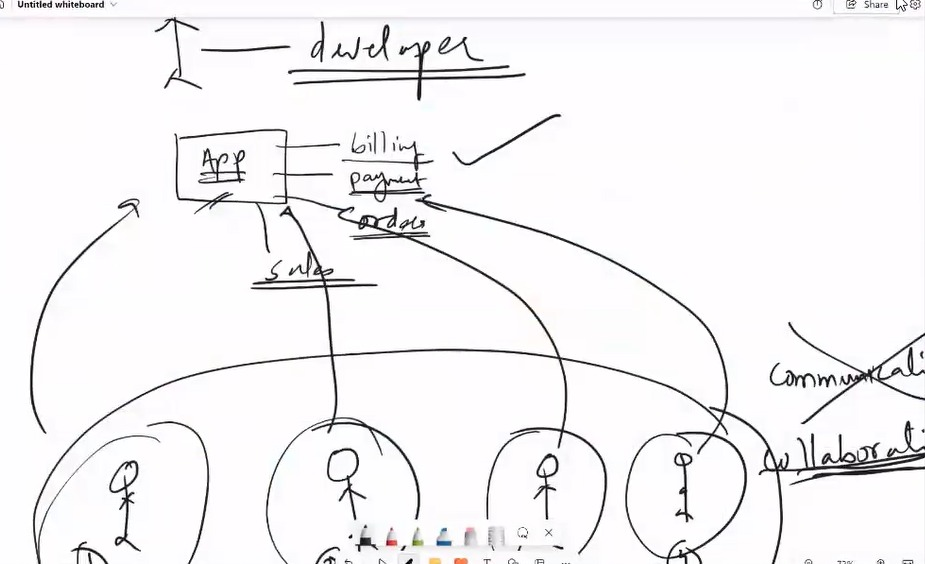 Untitled whiteboard
Share
developer
App
billing
payment
orders
sales
Communicati
Collaborati